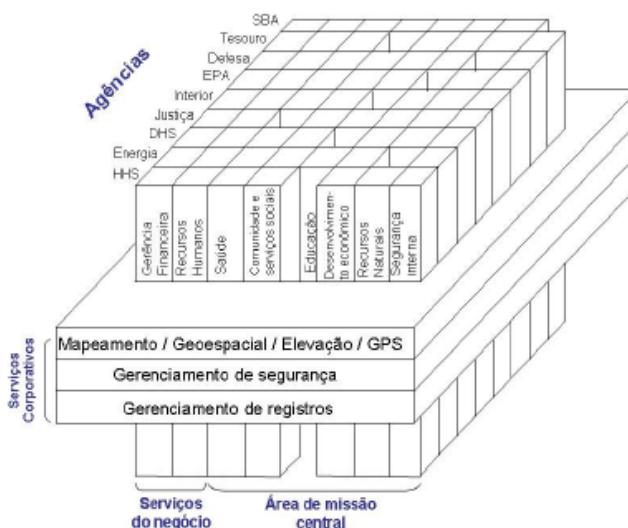 SBA
Tesouro
Defesa
EPA
Interior
Justiça
DHS
Energia
HHS
Agências
Gerência
Financeira
Recursos
Humanos
Saúde
Comunidade e
serviços sociais
Educação
Desenvolvimen-
to econômico
Recursos
Naturais
Segurança
Interna
Serviços
Corporativos
Mapeamento / Geoespacial / Elevação / GPS
Gerenciamento de segurança
Gerenciamento de registros
Serviços
do negócio
Área de missão
central